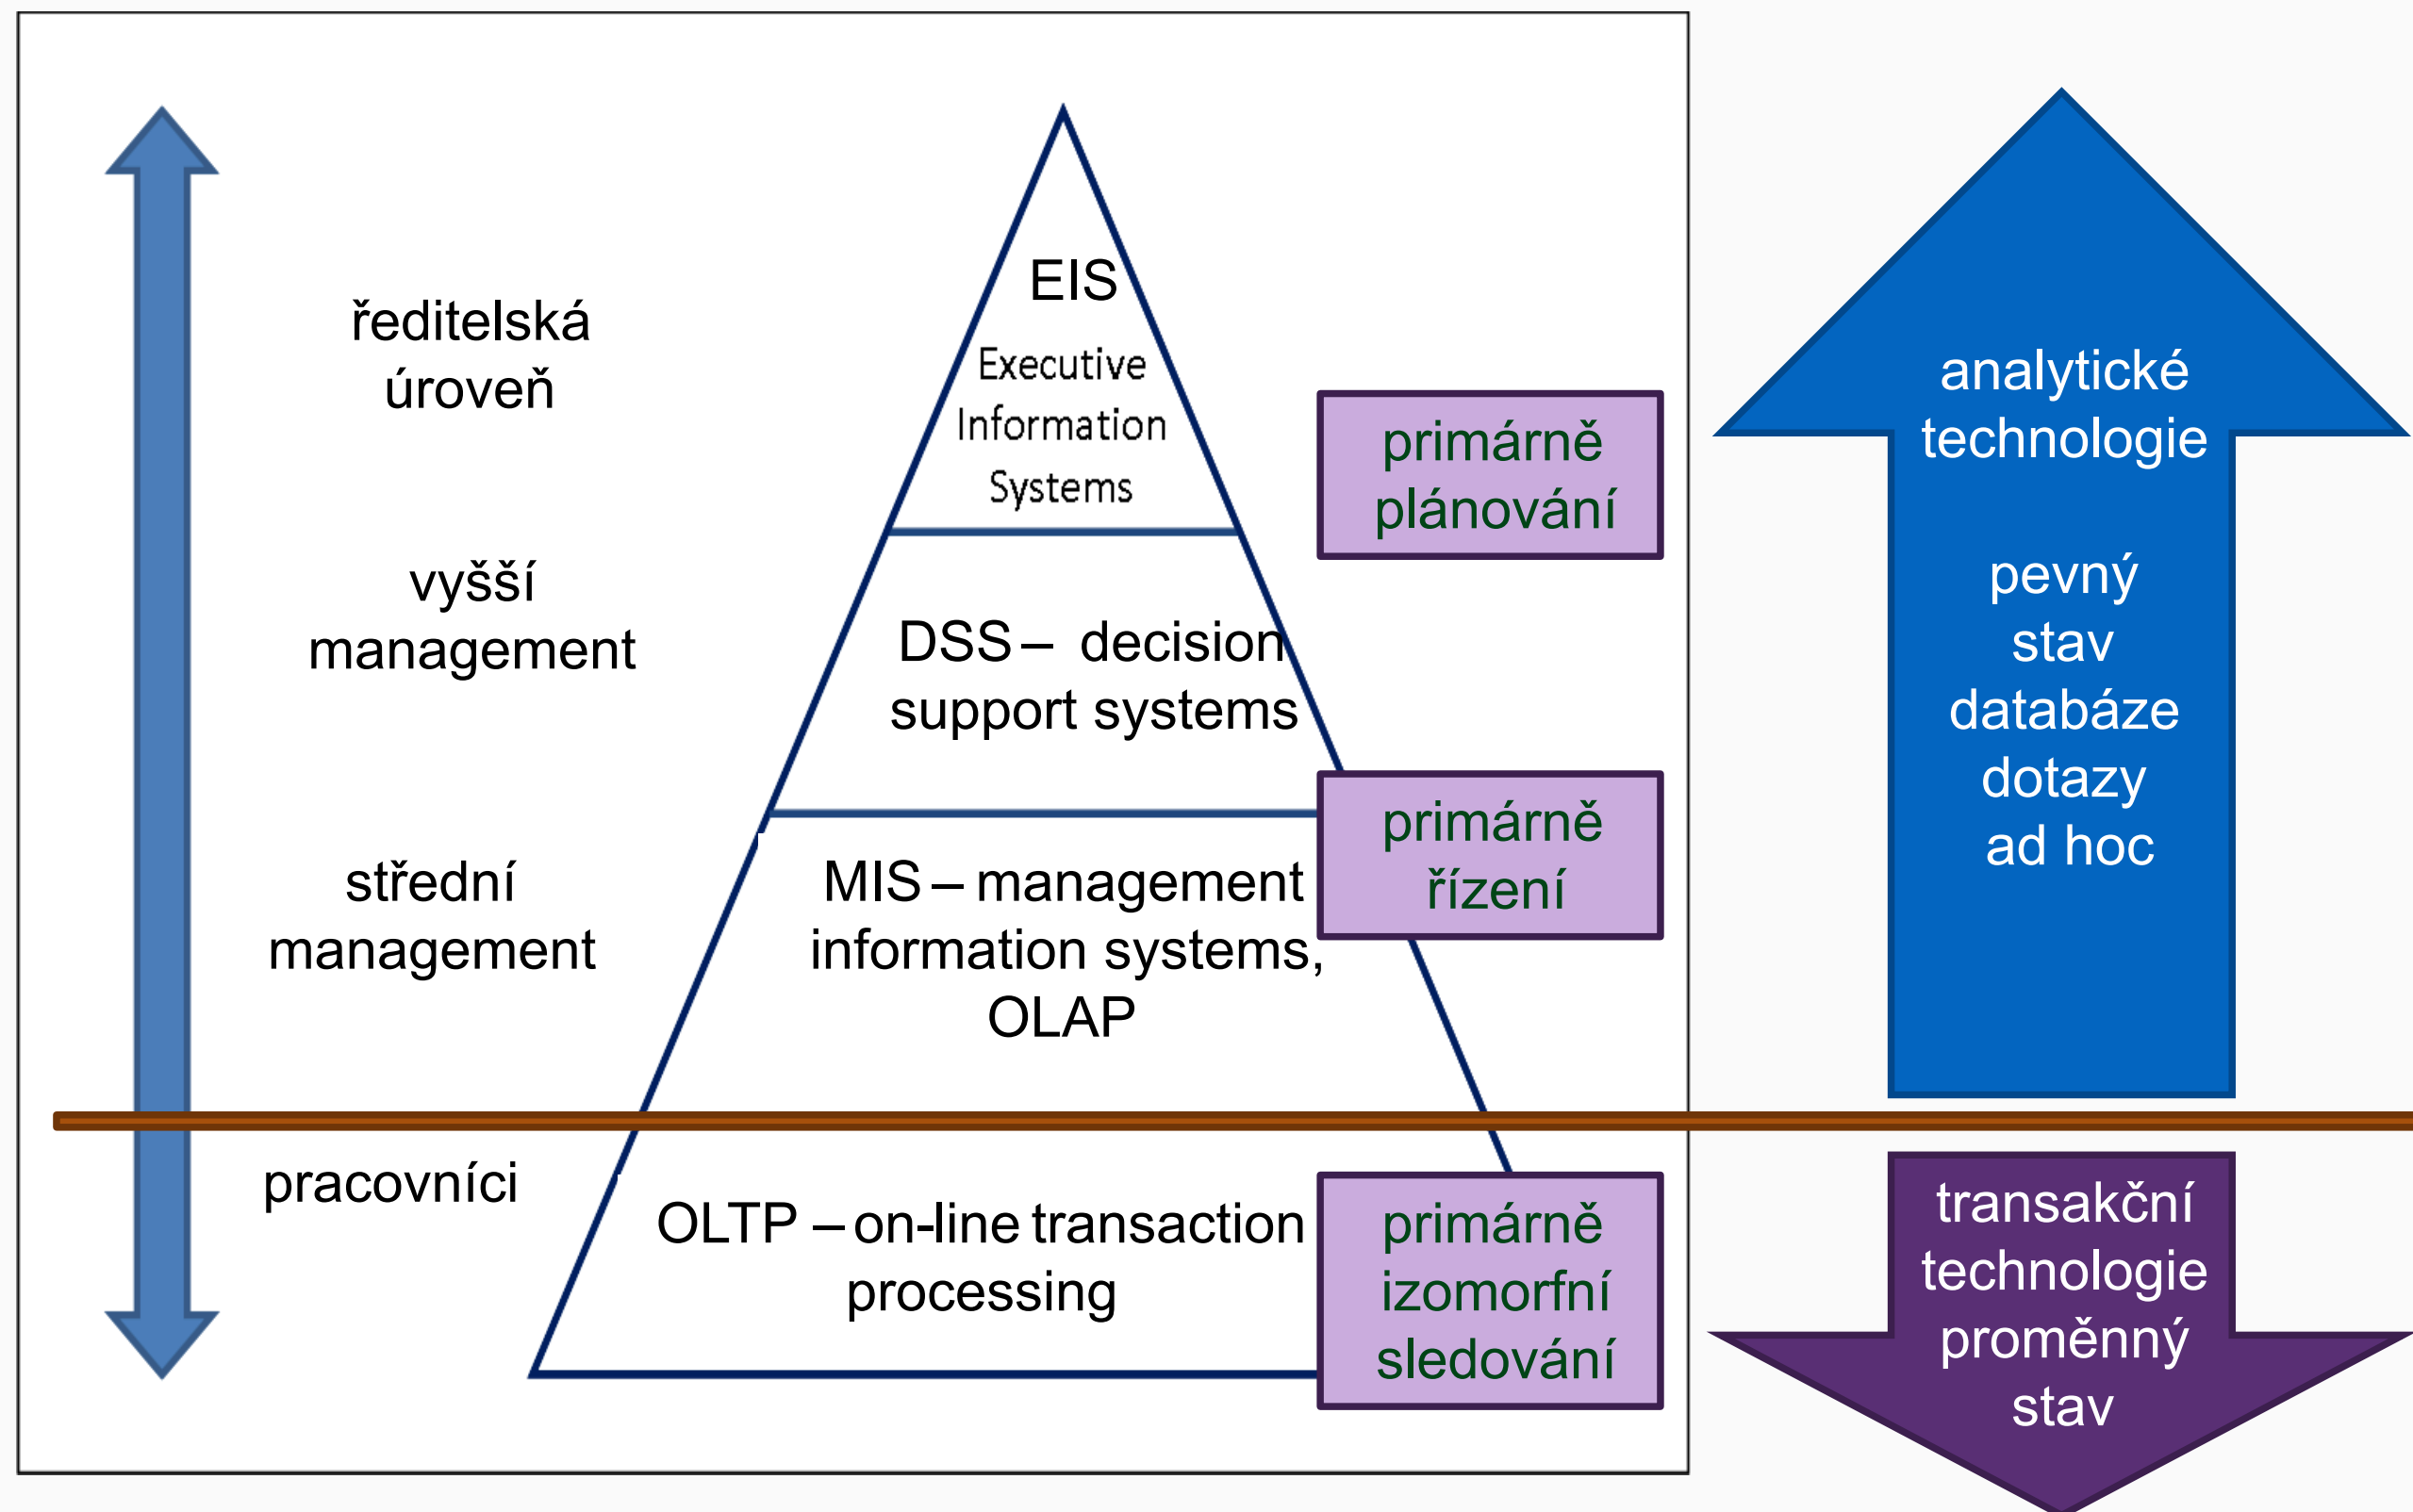 ředitelská
úroveň
vyšší
management
střední
management
pracovníci
EIS
Executive
Information
Systems
DSS – decision
support systems
MIS – management
information systems,
OLAP
OLTP – on-line transaction
processing
primárně
plánování
primárně
řízení
primárně
izomorfní
sledování
analytické
technologie
pevný
stav
databáze
dotazy
ad hoc
transakční
technologie
proměnný
stav